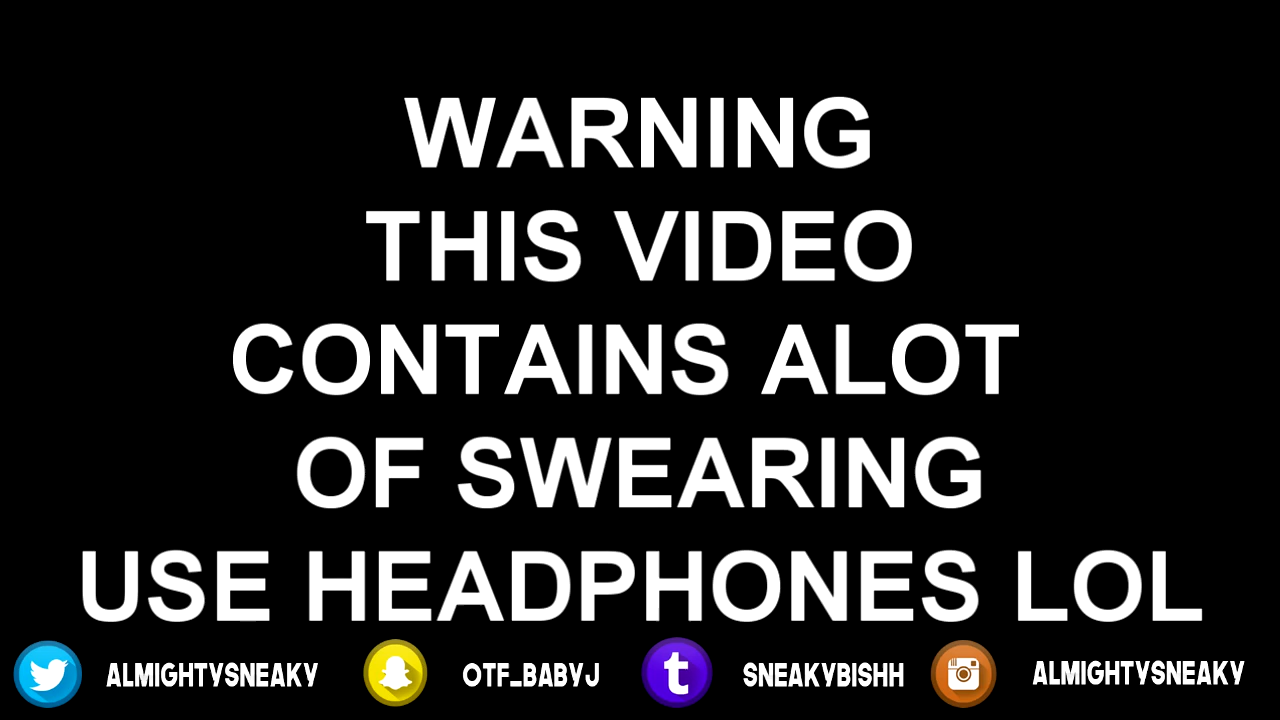 WARNING
THIS VIDEO
CONTAINS ALOT
OF SWEARING
USE HEADPHONES LOL
ALMIGHTYSNEAKY OTF_BABYJ SNEAKYBISHH ALMIGHTYSNEAKY